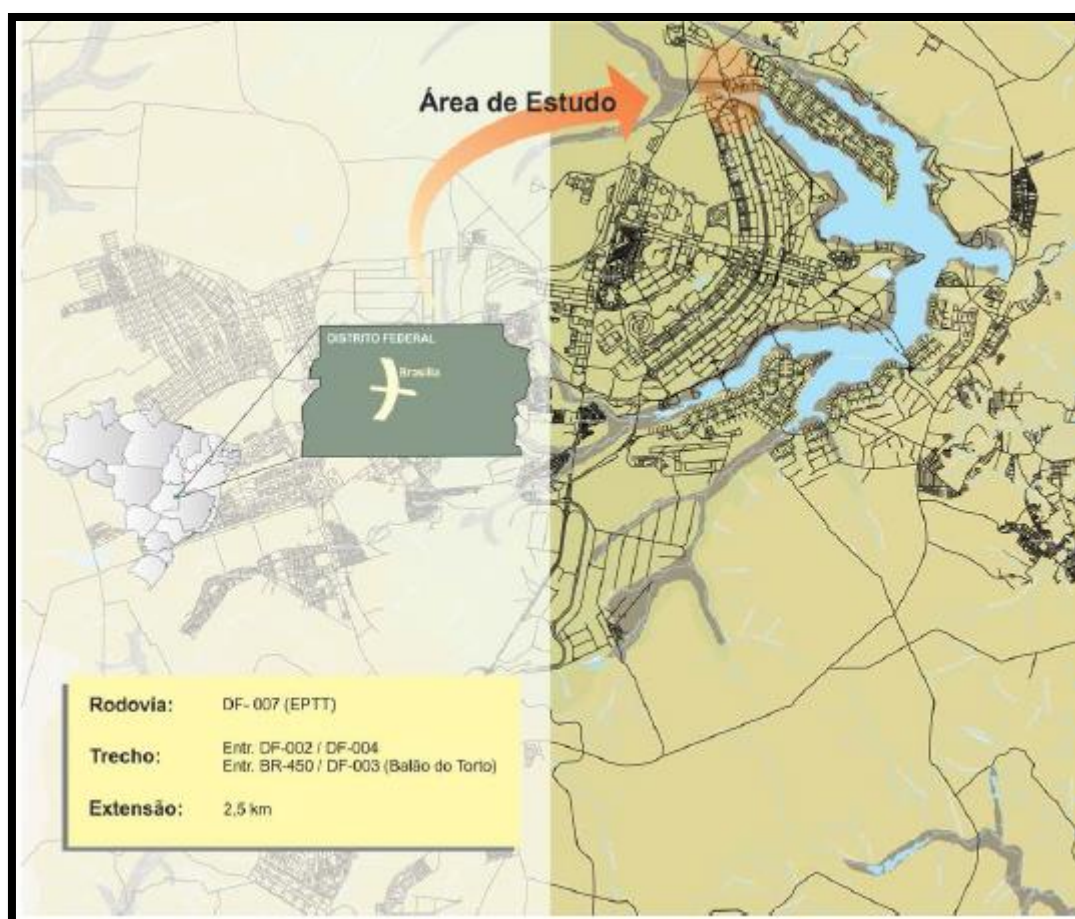 Área de Estudo
DISTRITO FEDERAL
Brasília
Rodovia: DF- 007 (EPTT)
Trecho: Entr. DF-002 / DF-004
Entr. BR-450 / DF-003 (Balão do Torto)
Extensão: 2,5 km